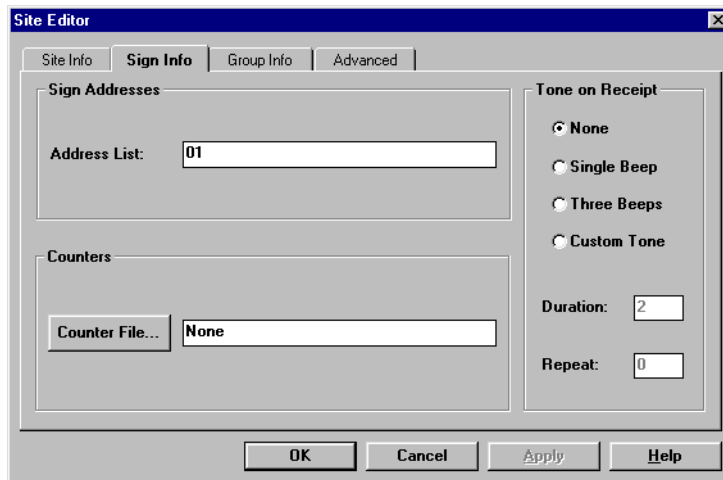 Site Editor
Site Info Sign Info Group Info Advanced
Sign Addresses
Address List: 01
Counters
Counter File... None
Tone on Receipt
None
Single Beep
Three Beeps
Custom Tone
Duration: 2
Repeat: 0
OK Cancel Apply Help